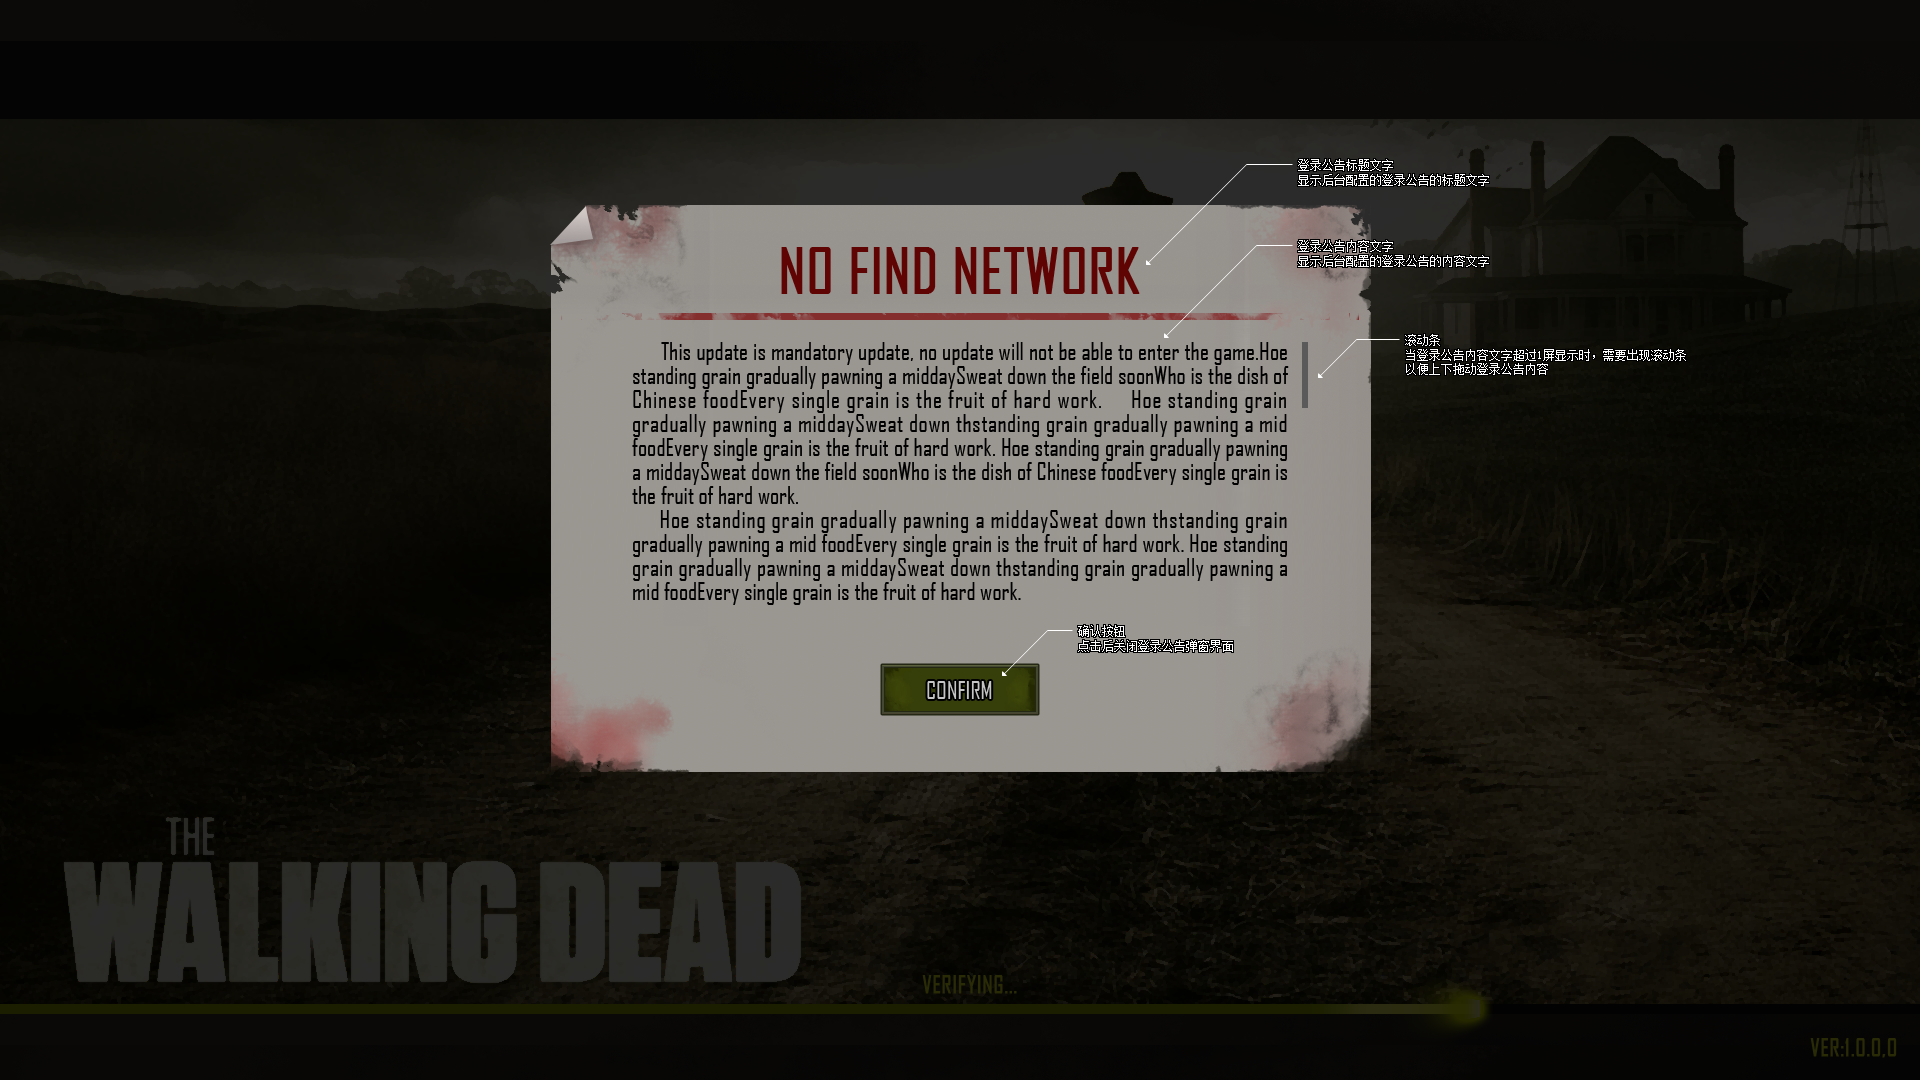 登录公告标题文字
显示后台配置的登录公告的标题文字
NO FIND NETWORK
登录公告内容文字
显示后台配置的登录公告的内容文字
滚动条
当登录公告内容文字超过1屏显示时，需要出现滚动条
以便上下拖动登录公告内容
This update is mandatory update, no update will not be able to enter the game.Hoe
standing grain gradually pawning a middaySweat down the field soonWho is the dish of
Chinese foodEvery single grain is the fruit of hard work. Hoe standing grain
gradually pawning a middaySweat down thstanding grain gradually pawning a mid
foodEvery single grain is the fruit of hard work. Hoe standing grain gradually pawning
a middaySweat down the field soonWho is the dish of Chinese foodEvery single grain is
the fruit of hard work.
Hoe standing grain gradually pawning a middaySweat down thstanding grain
gradually pawning a mid foodEvery single grain is the fruit of hard work. Hoe standing
grain gradually pawning a middaySweat down thstanding grain gradually pawning a
mid foodEvery single grain is the fruit of hard work.
确认按钮
点击后关闭登录公告弹窗界面
CONFIRM
THE
WALKING DEAD
VERIFYING...
VER:1.0.0,0